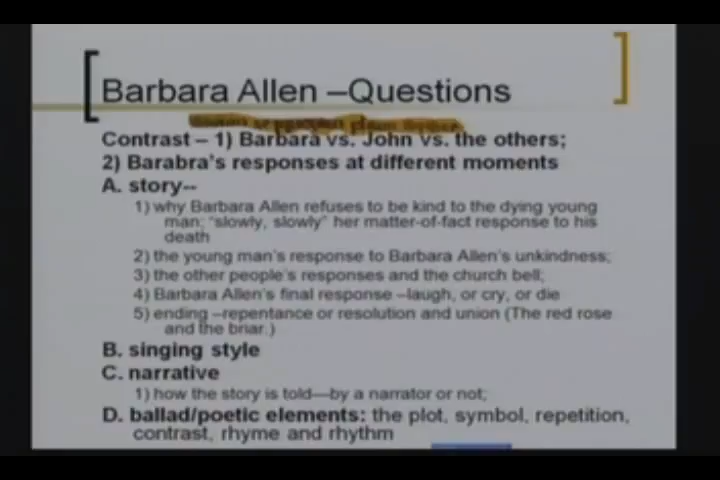 Barbara Allen –Questions
Contrast – 1) Barbara vs. John vs. the others;
2) Barabra's responses at different moments
A. story--
1) why Barbara Allen refuses to be kind to the dying young
man; "slowly, slowly" her matter-of-fact response to his
death
2) the young man's response to Barbara Allen's unkindness;
3) the other people's responses and the church bell;
4) Barbara Allen's final response –laugh, or cry, or die
5) ending –repentance or resolution and union (The red rose
and the briar.)
B. singing style
C. narrative
1) how the story is told—by a narrator or not;
D. ballad/poetic elements: the plot, symbol, repetition,
contrast, rhyme and rhythm